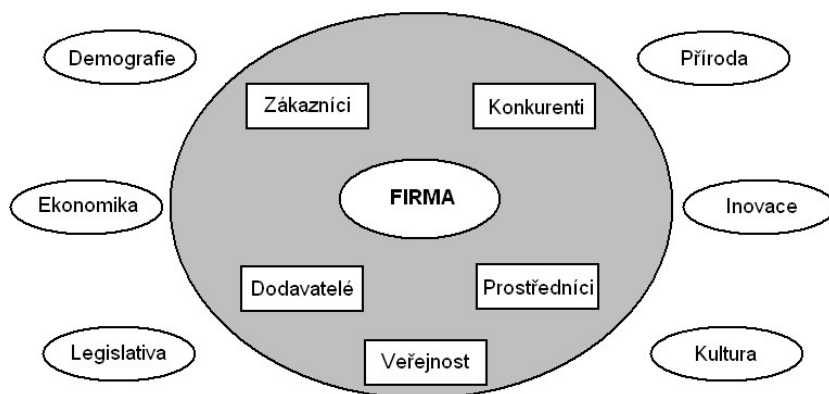 Demografie
Příroda
Zákazníci
Konkurenti
Ekonomika
FIRMA
Inovace
Dodavatelé
Prostředníci
Legislativa
Veřejnost
Kultura